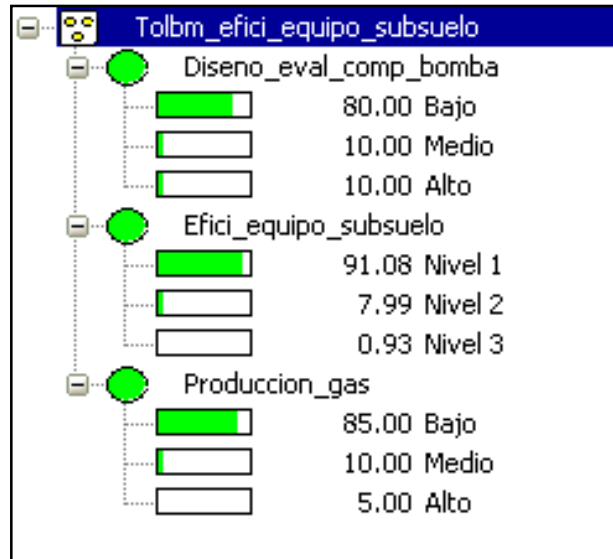 Tolbm_efici_equipo_subsuelo
Diseno_eval_comp_bomba
80.00 Bajo
10.00 Medio
10.00 Alto
Efici_equipo_subsuelo
91.08 Nivel 1
7.99 Nivel 2
0.93 Nivel 3
Produccion_gas
85.00 Bajo
10.00 Medio
5.00 Alto